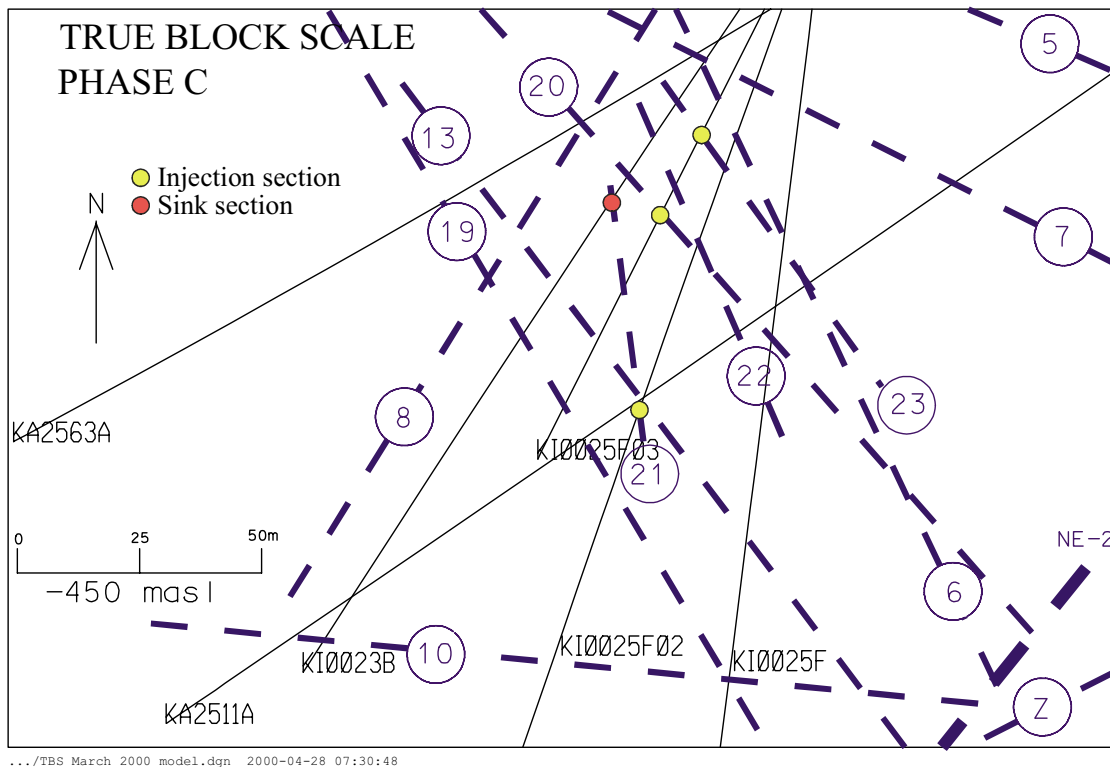 TRUE BLOCK SCALE
PHASE C
5
20
13
Injection section
Sink section
N
19
7
22
23
8
KA2563A
KI0025F03
21
0 25 50m
NE-2
-450 masl
6
10
KI0025F02
KI0025F
KI0023B
Z
KA2511A
.../TBS March 2000 model.dgn 2000-04-28 07:30:48